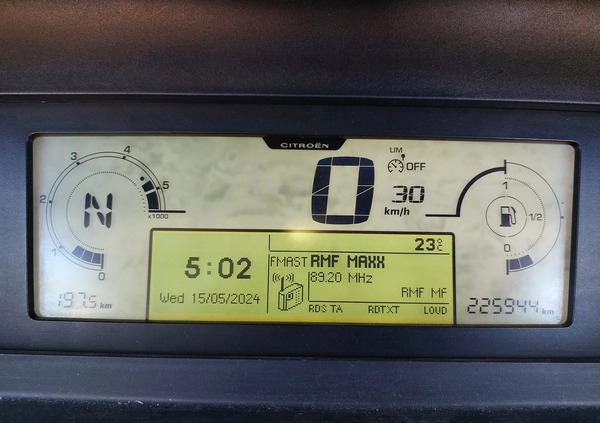 CITROËN
LIM
OFF
0
30
km/h
3
4
2
5
1
0
x1000
N
1
1/2
0
23°C
5:02
Wed 15/05/2024
FMAST RMF MAXX
89.20 MHz
RMF MF
RDS TA RDTXT LOUD
197.5 km
225944 km